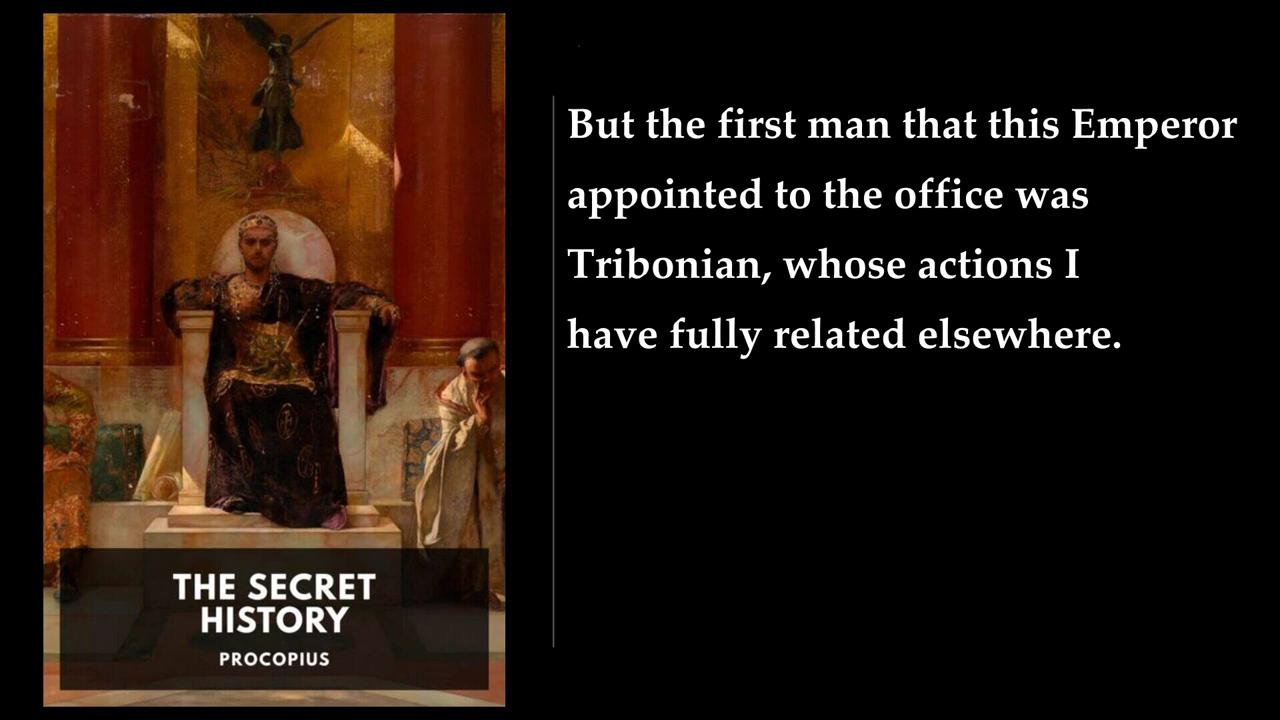 THE SECRET
HISTORY
PROCOPIUS
But the first man that this Emperor
appointed to the office was
Tribonian, whose actions I
have fully related elsewhere.